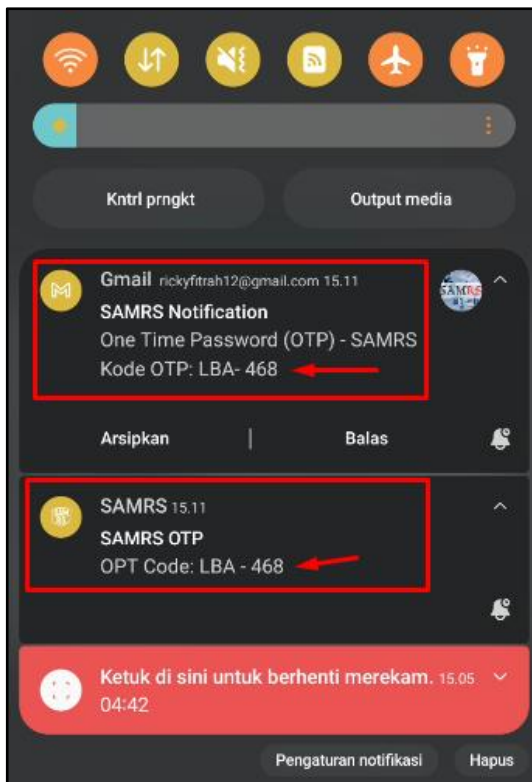 Kntrl prngkt
Output media
Gmail rickyfitrah12@gmail.com 15.11
SAMRS Notification
One Time Password (OTP) - SAMRS
Kode OTP: LBA- 468
SAMRS
Arsipkan | Balas
SAMRS 15.11
SAMRS OTP
OPT Code: LBA - 468
Ketuk di sini untuk berhenti merekam. 15.05
04:42
Pengaturan notifikasi
Hapus